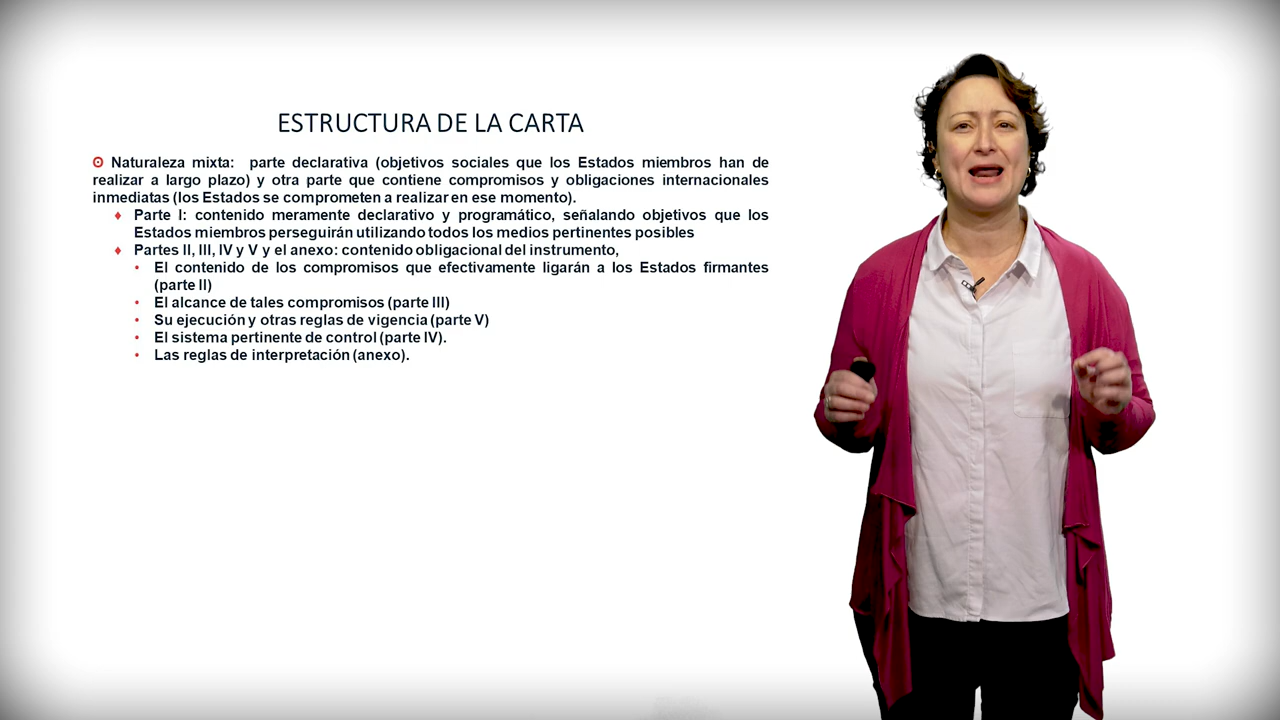 ESTRUCTURA DE LA CARTA
Naturaleza mixta: parte declarativa (objetivos sociales que los Estados miembros han de
realizar a largo plazo) y otra parte que contiene compromisos y obligaciones internacionales
inmediatas (los Estados se comprometen a realizar en ese momento).
Parte I: contenido meramente declarativo y programático, señalando objetivos que los
Estados miembros perseguirán utilizando todos los medios pertinentes posibles
Partes II, III, IV y V y el anexo: contenido obligacional del instrumento,
• El contenido de los compromisos que efectivamente ligarán a los Estados firmantes
(parte II)
• El alcance de tales compromisos (parte III)
• Su ejecución y otras reglas de vigencia (parte V)
• El sistema pertinente de control (parte IV).
• Las reglas de interpretación (anexo).